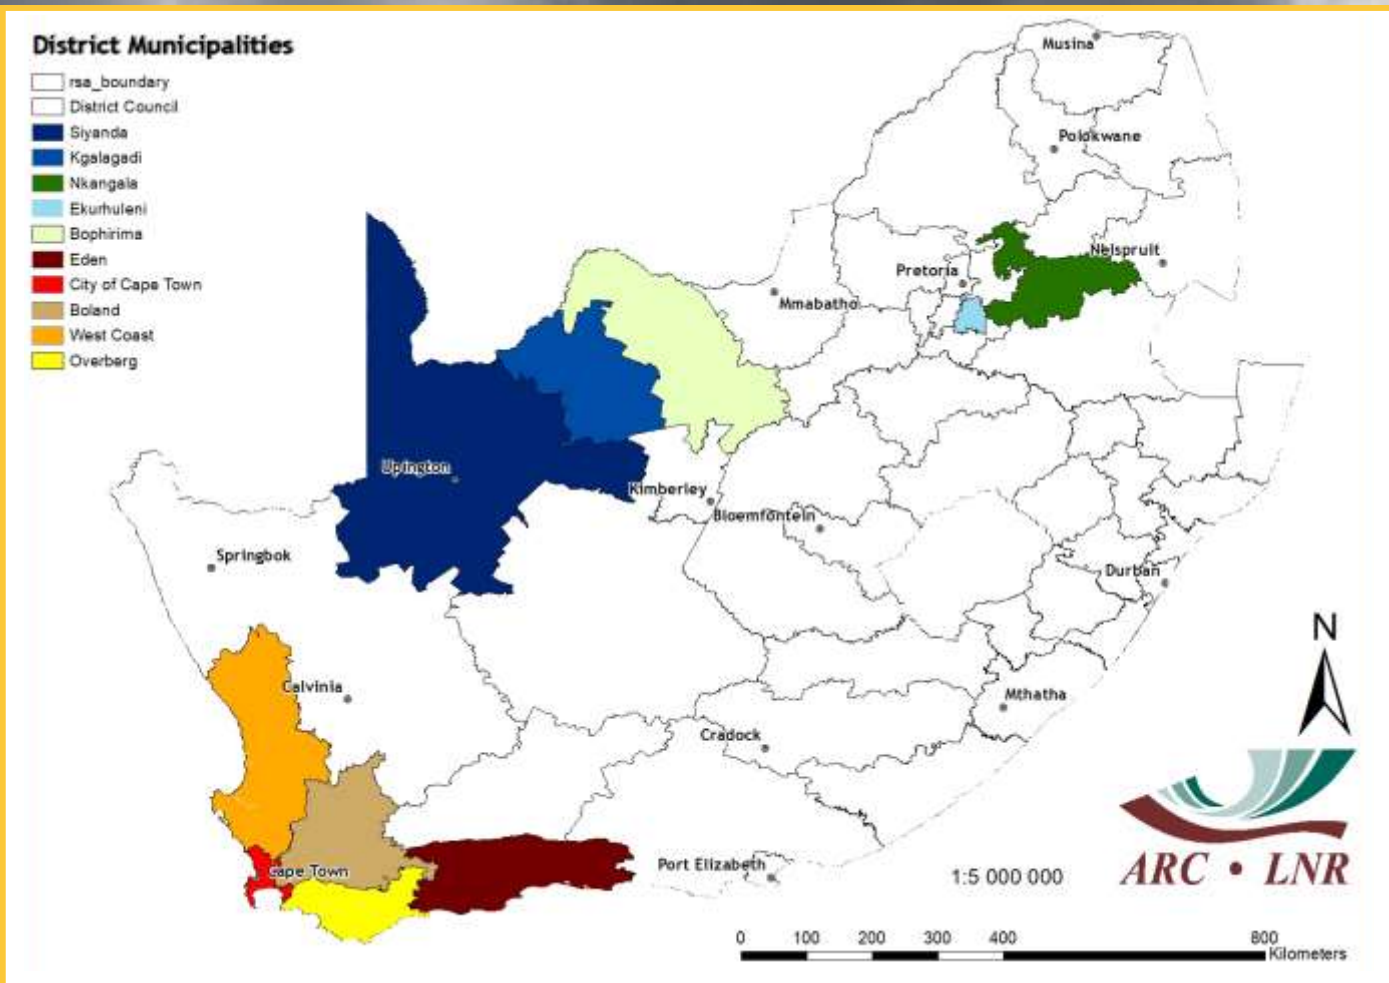 District Municipalities
rsa_boundary
District Council
Siyanda
Kgalagadi
Nkangala
Ekurhuleni
Bophirima
Eden
City of Cape Town
Boland
West Coast
Overberg
Musina
Polokwane
Nelspruit
Pretoria
Mmabatho
Upington
Kimberley
Bloemfontein
Springbok
Durban
N
Calvinia
Mthatha
Cradock
Cape Town
Port Elizabeth
1:5 000 000
ARC • LNR
0 100 200 300 400 800
Kilometers